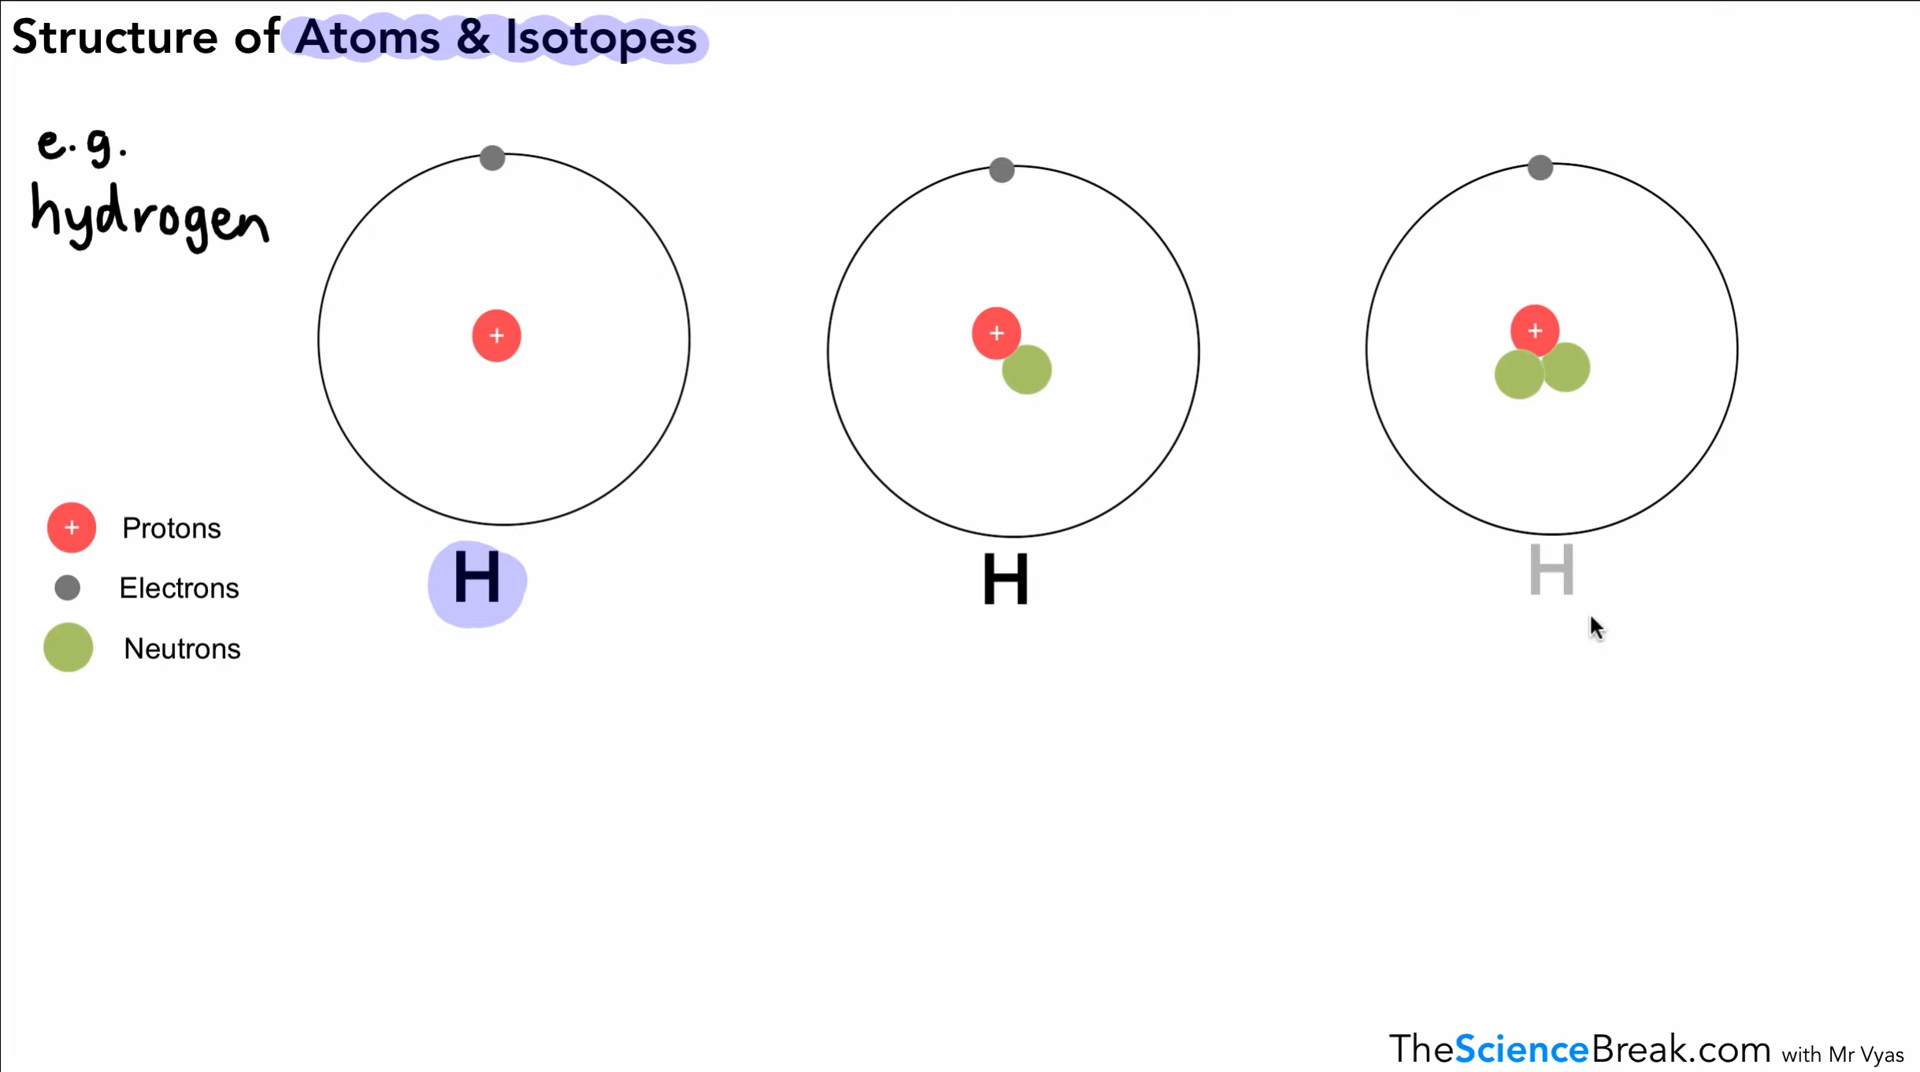 Structure of Atoms & Isotopes
e.g.
hydrogen
+
+
+
+ Protons
Electrons
Neutrons
H
H
H
TheScienceBreak.com with Mr Vyas